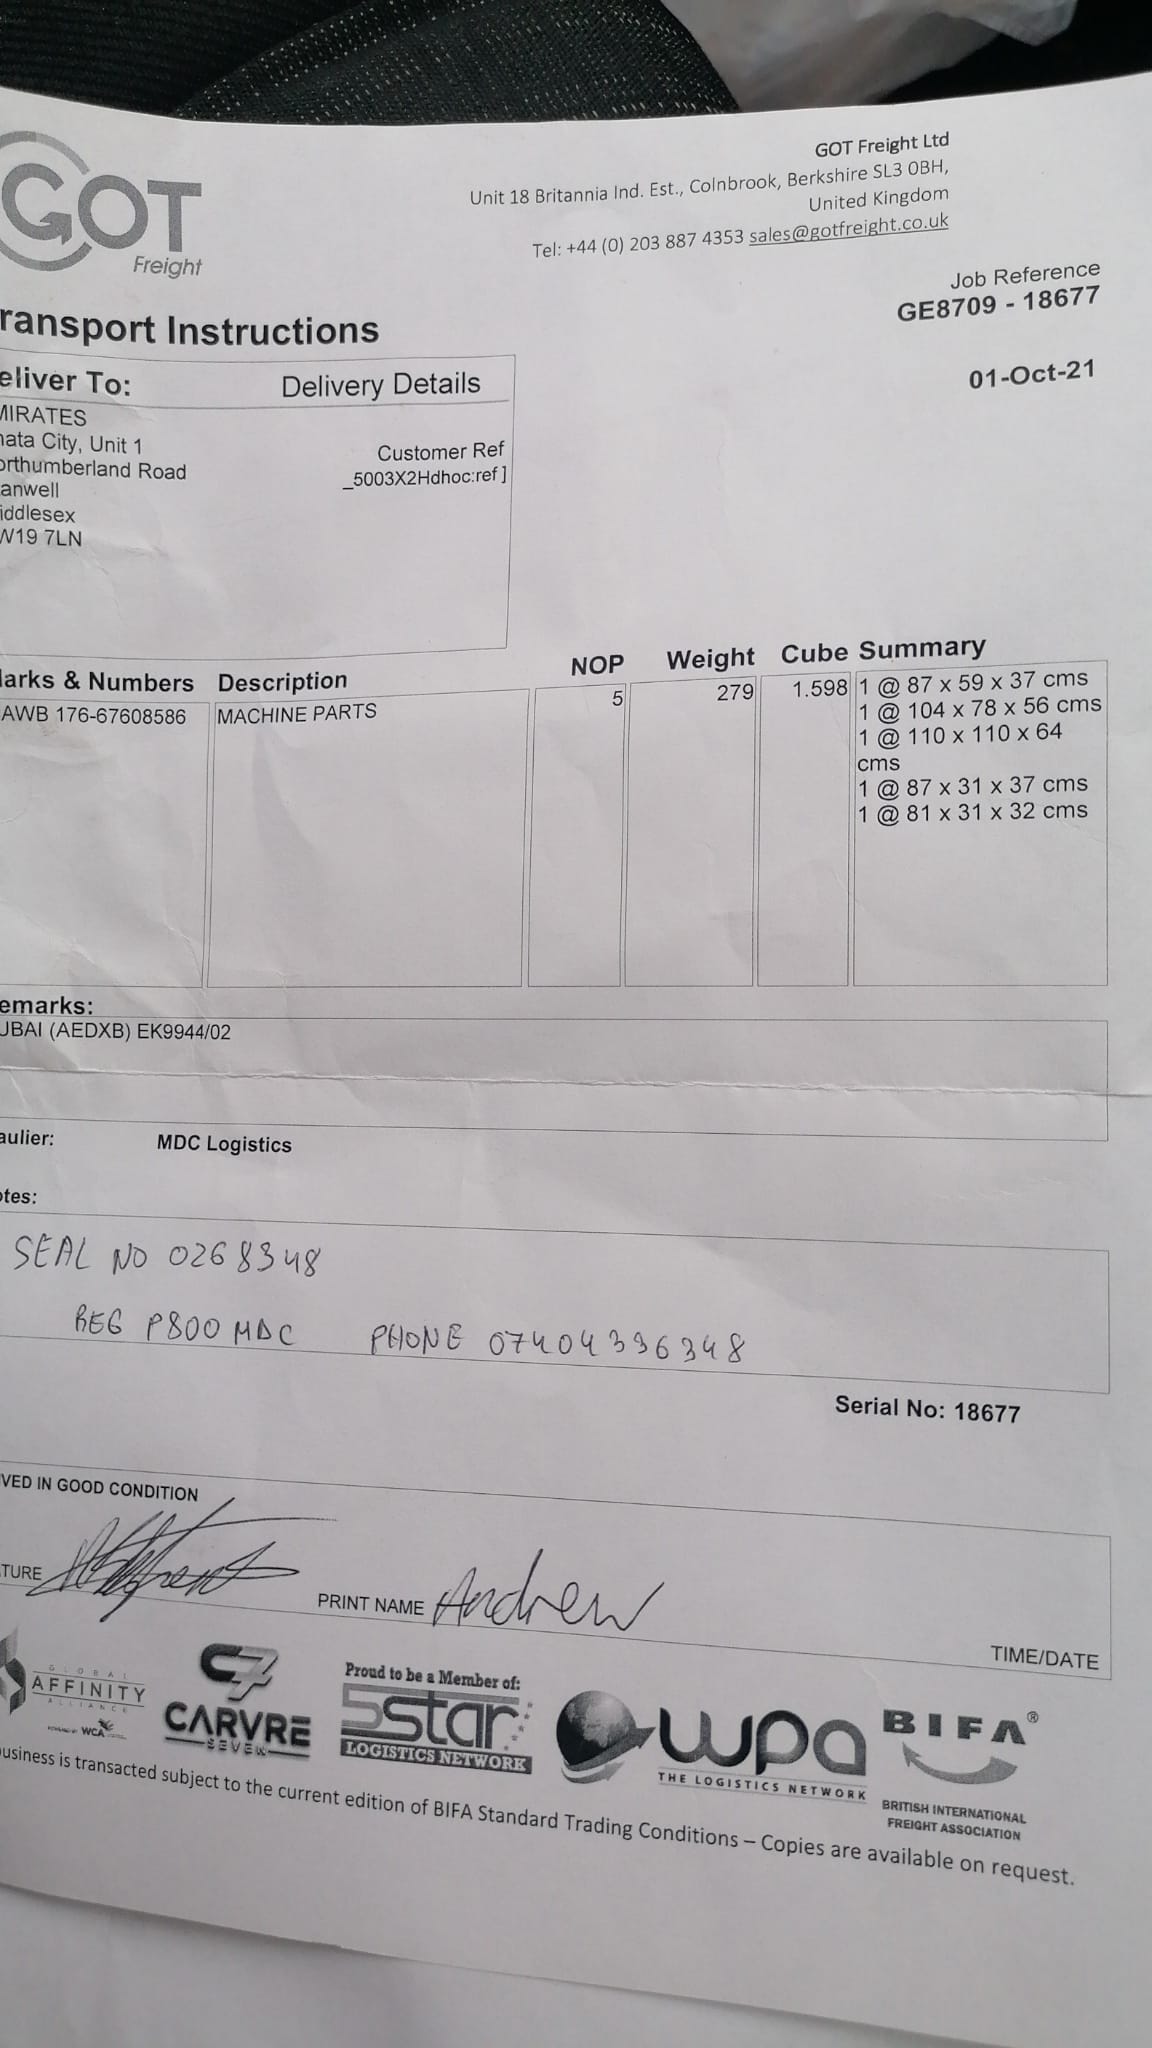 GOT
Freight
GOT Freight Ltd
Unit 18 Britannia Ind. Est., Colnbrook, Berkshire SL3 0BH,
United Kingdom
Tel: +44 (0) 203 887 4353 sales@gotfreight.co.uk
Job Reference
GE8709 - 18677
01-Oct-21
ransport Instructions
eliver To: Delivery Details
MIRATES
nata City, Unit 1
orthumberland Road
anwell
iddlesex
W19 7LN
Customer Ref
_5003X2Hdhoc:ref ]
arks & Numbers Description NOP Weight Cube Summary
AWB 176-67608586 MACHINE PARTS 5 279 1.598 1 @ 87 x 59 x 37 cms
1 @ 104 x 78 x 56 cms
1 @ 110 x 110 x 64
cms
1 @ 87 x 31 x 37 cms
1 @ 81 x 31 x 32 cms
emarks:
UBAI (AEDXB) EK9944/02
aulier: MDC Logistics
otes:
SEAL NO 0268348
REG P800 MDC PHONE 07404336348
Serial No: 18677
VED IN GOOD CONDITION
TURE PRINT NAME Andrew
TIME/DATE
GLOBAL
AFFINITY
ALLIANCE
POWERED BY WCA
C7
CARVRE
SEVEN
Proud to be a Member of:
5star
LOGISTICS NETWORK
wpa
THE LOGISTICS NETWORK
BIFA®
BRITISH INTERNATIONAL
FREIGHT ASSOCIATION
usiness is transacted subject to the current edition of BIFA Standard Trading Conditions – Copies are available on request.